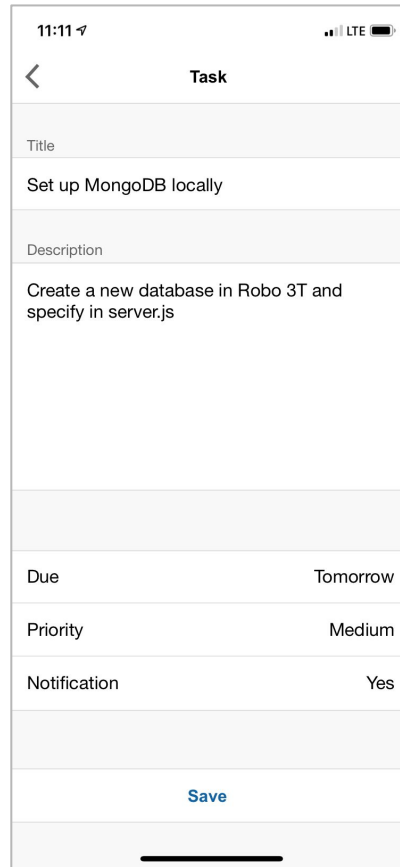 11:11 LTE
Task
Title
Set up MongoDB locally
Description
Create a new database in Robo 3T and
specify in server.js
Due Tomorrow
Priority Medium
Notification Yes
Save